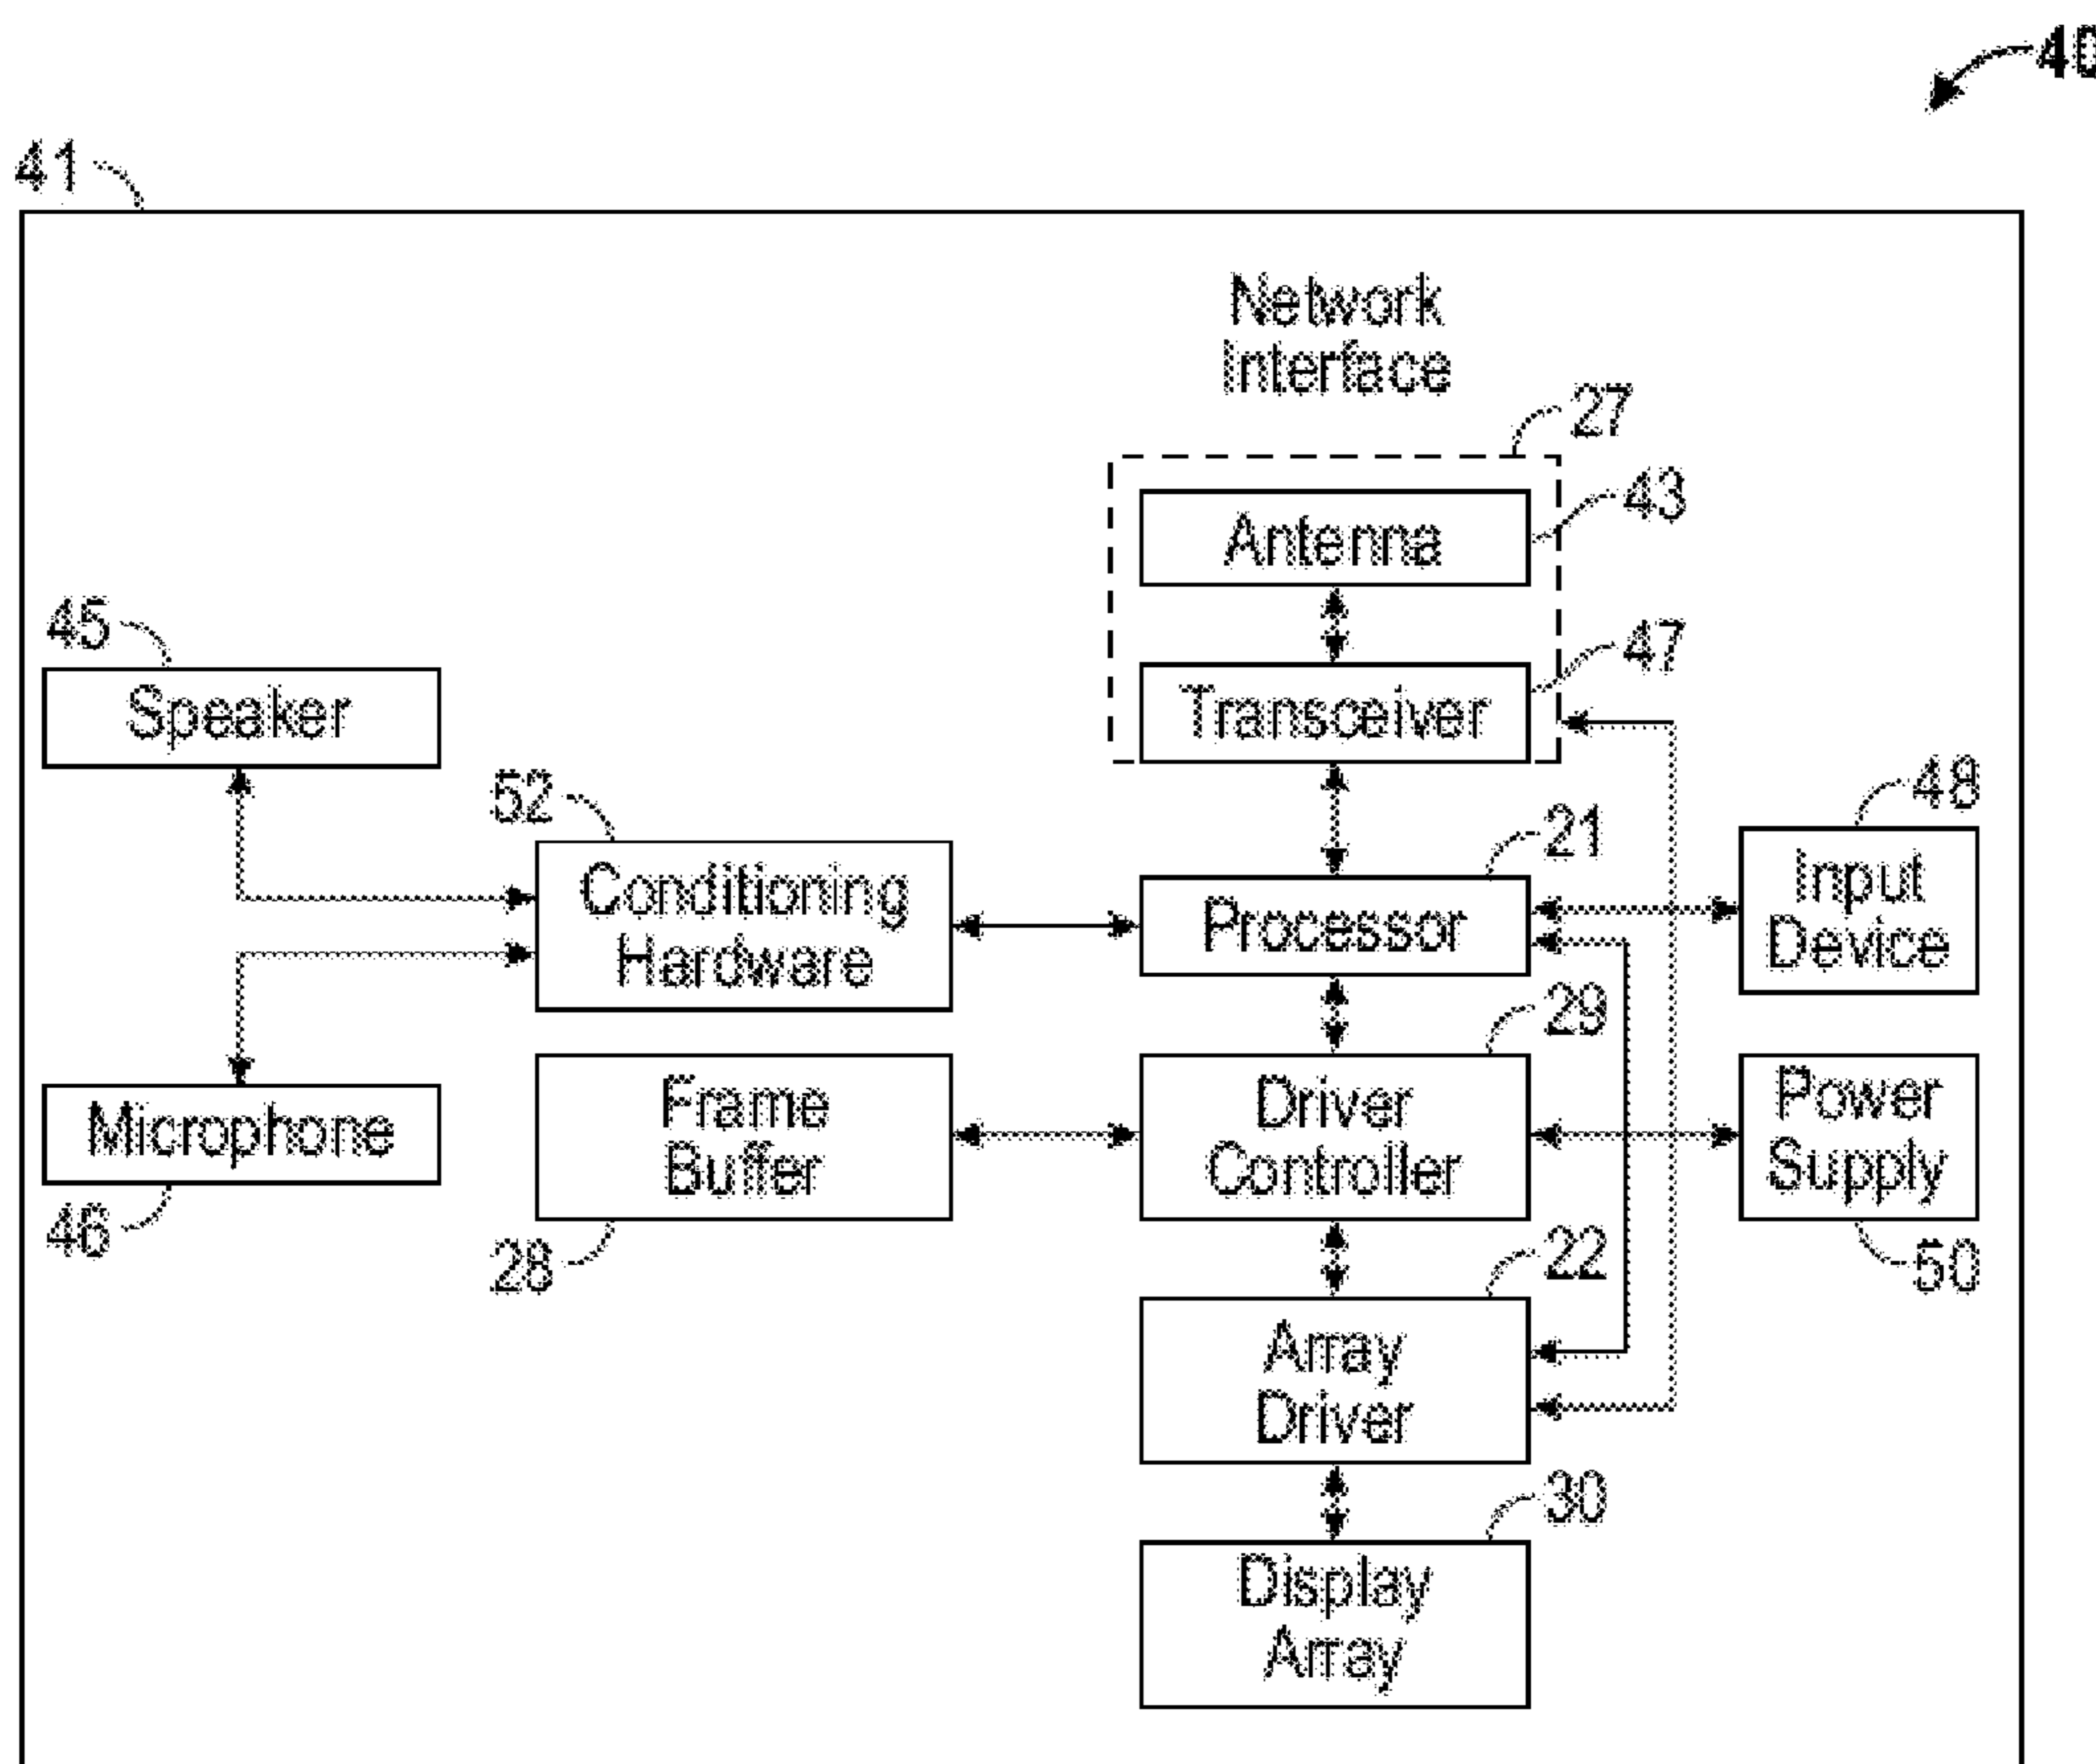 40
41
Network
Interface
27
Antenna
43
Transceiver
47
45
Speaker
52
Conditioning
Hardware
21
Processor
48
Input
Device
Microphone
46
Frame
Buffer
28
29
Driver
Controller
Power
Supply
50
22
Array
Driver
30
Display
Array